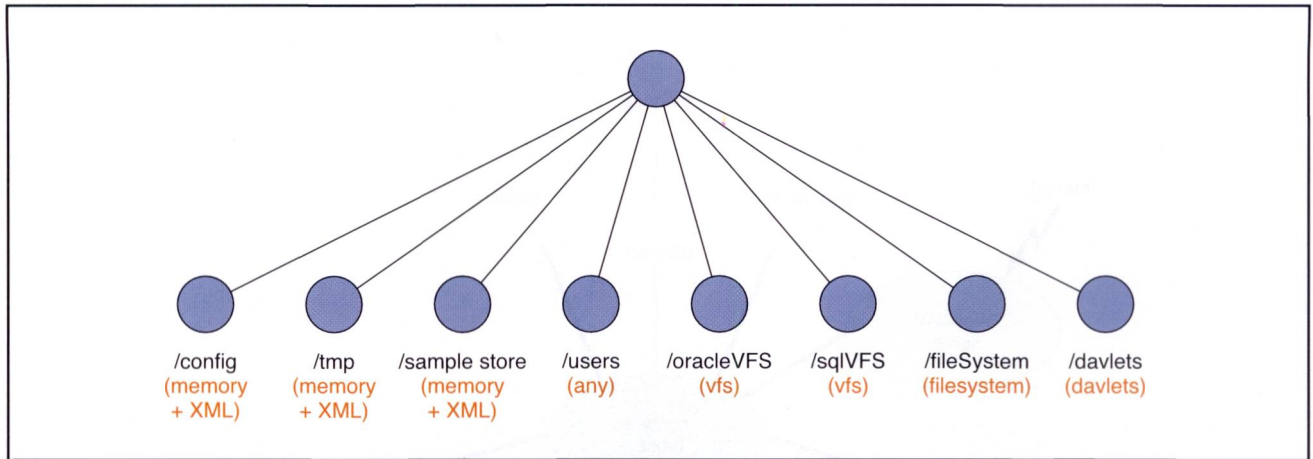 /config
(memory
+ XML)
/tmp
(memory
+ XML)
/sample store
(memory
+ XML)
/users
(any)
/oracleVFS
(vfs)
/sqlVFS
(vfs)
/fileSystem
(filesystem)
/davlets
(davlets)